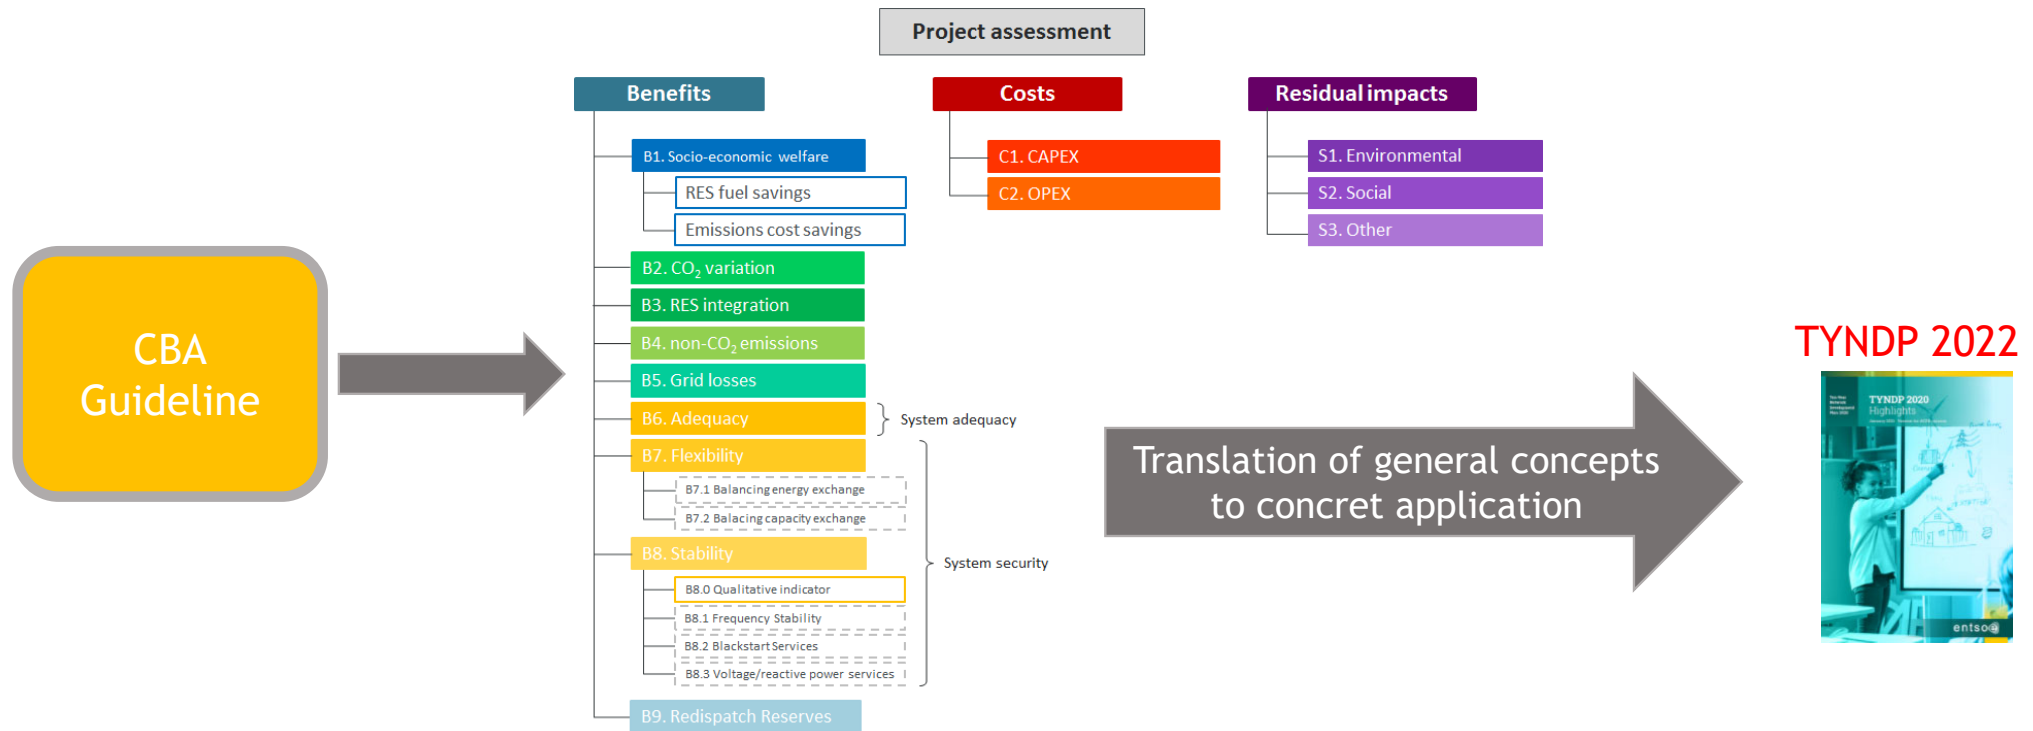 Project assessment
Benefits
B1. Socio-economic welfare
RES fuel savings
Emissions cost savings
B2. CO₂ variation
B3. RES integration
B4. non-CO₂ emissions
B5. Grid losses
B6. Adequacy
System adequacy
B7. Flexibility
B7.1 Balancing energy exchange
B7.2 Balacing capacity exchange
B8. Stability
B8.0 Qualitative indicator
B8.1 Frequency Stability
B8.2 Blackstart Services
B8.3 Voltage/reactive power services
System security
B9. Redispatch Reserves
Costs
C1. CAPEX
C2. OPEX
Residual impacts
S1. Environmental
S2. Social
S3. Other
CBA
Guideline
Translation of general concepts
to concret application
TYNDP 2022
TYNDP 2020
Highlights
entsoe